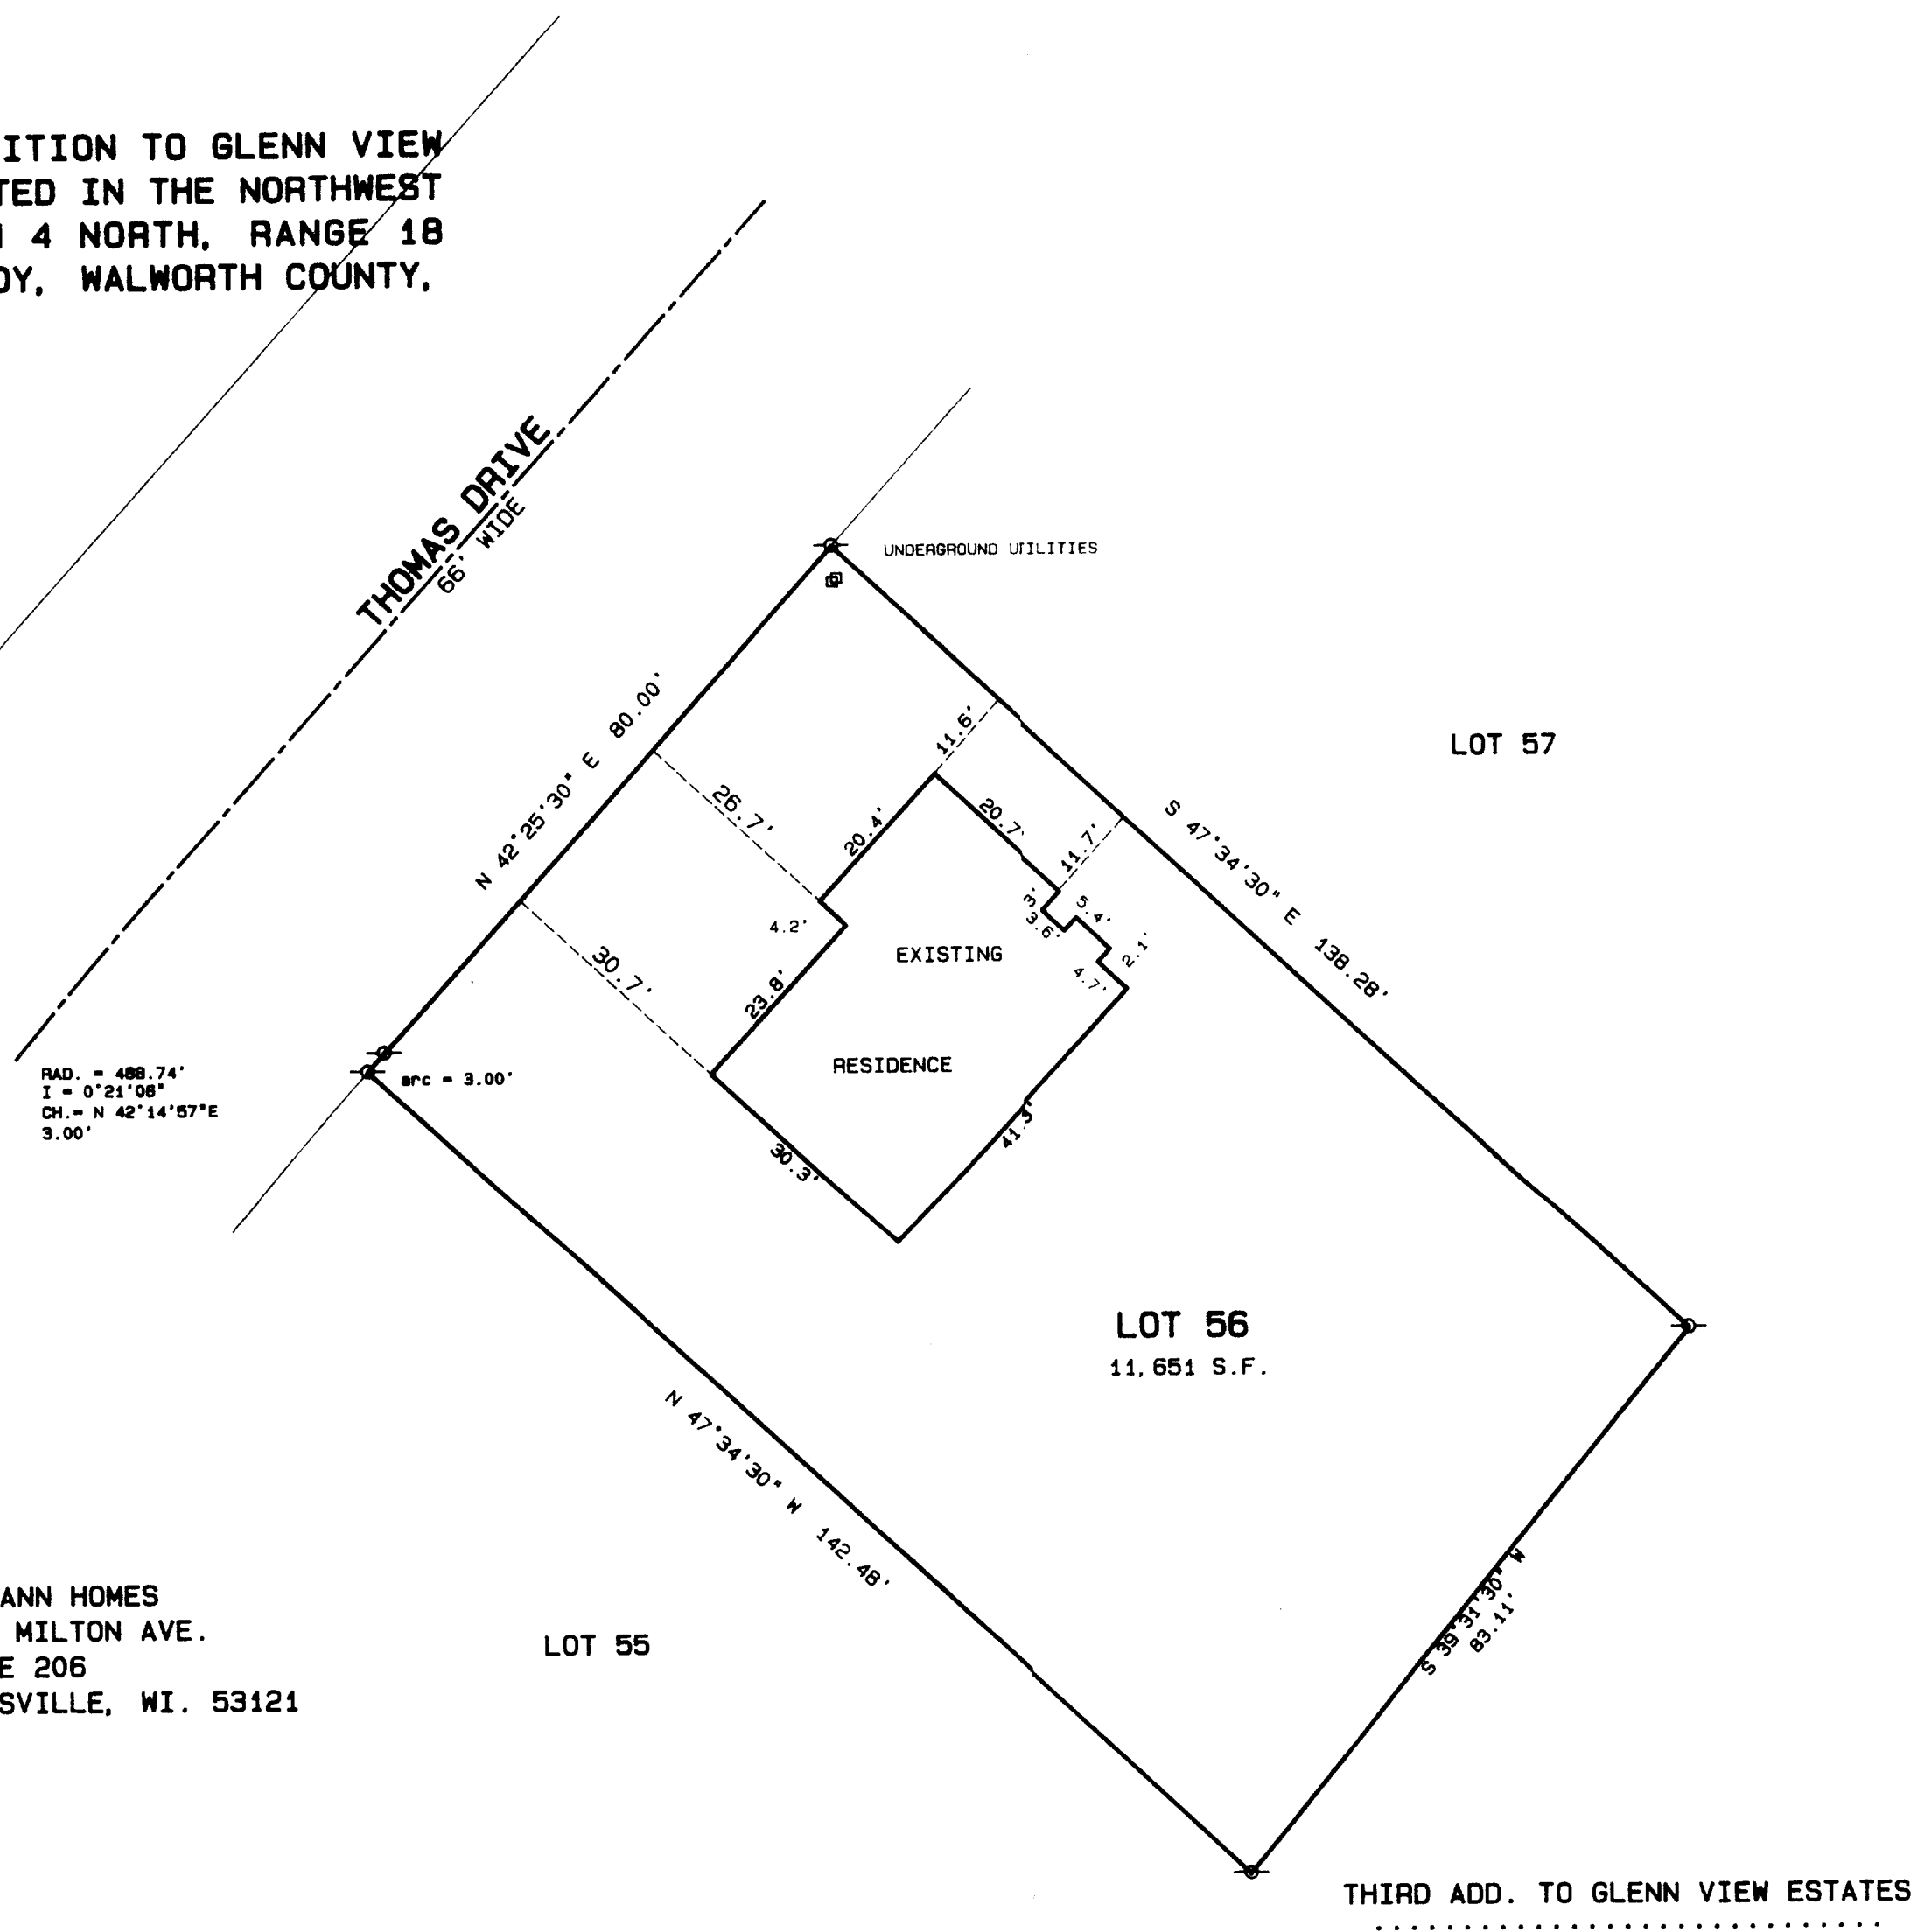 ITION TO GLENN VIEW
TED IN THE NORTHWEST
4 NORTH, RANGE 18
DY, WALWORTH COUNTY,
THOMAS DRIVE
66' WIDE
UNDERGROUND UTILITIES
N 42°25'30" E 80.00'
11.6'
LOT 57
26.7'
20.4'
20.7'
11.7'
S 47°34'30" E 138.28'
3'
3.6'
5.4'
4.2'
2.1'
4.7'
EXISTING
30.7'
23.8'
RESIDENCE
RAD. = 488.74'
I = 0°21'06"
CH.= N 42°14'57"E
3.00'
arc = 3.00'
41.3'
30.3'
LOT 56
11,651 S.F.
N 47°34'30" W 142.48'
S 39°31'30" W
83.11'
ANN HOMES
MILTON AVE.
E 206
SVILLE, WI. 53121
LOT 55
THIRD ADD. TO GLENN VIEW ESTATES